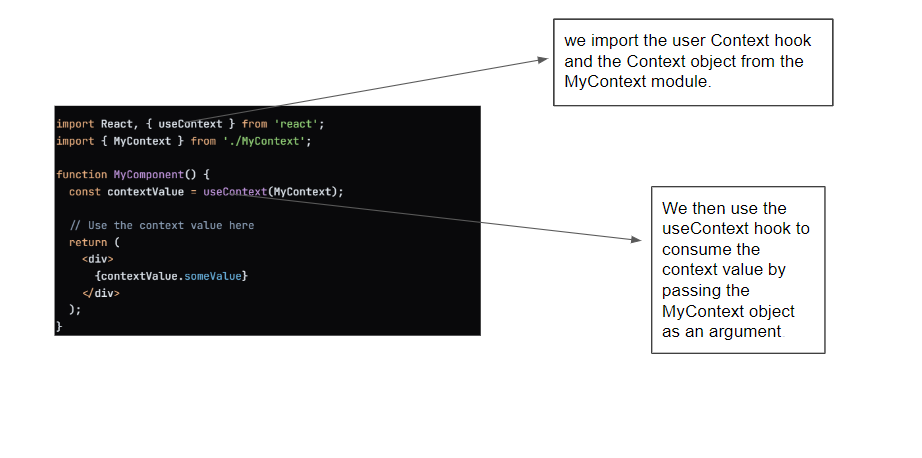 we import the user Context hook
and the Context object from the
MyContext module.
import React, { useContext } from 'react';
import { MyContext } from './MyContext';
function MyComponent() {
const contextValue = useContext(MyContext);
// Use the context value here
return (
<div>
{contextValue.someValue}
</div>
);
}
We then use the
useContext hook to
consume the
context value by
passing the
MyContext object
as an argument